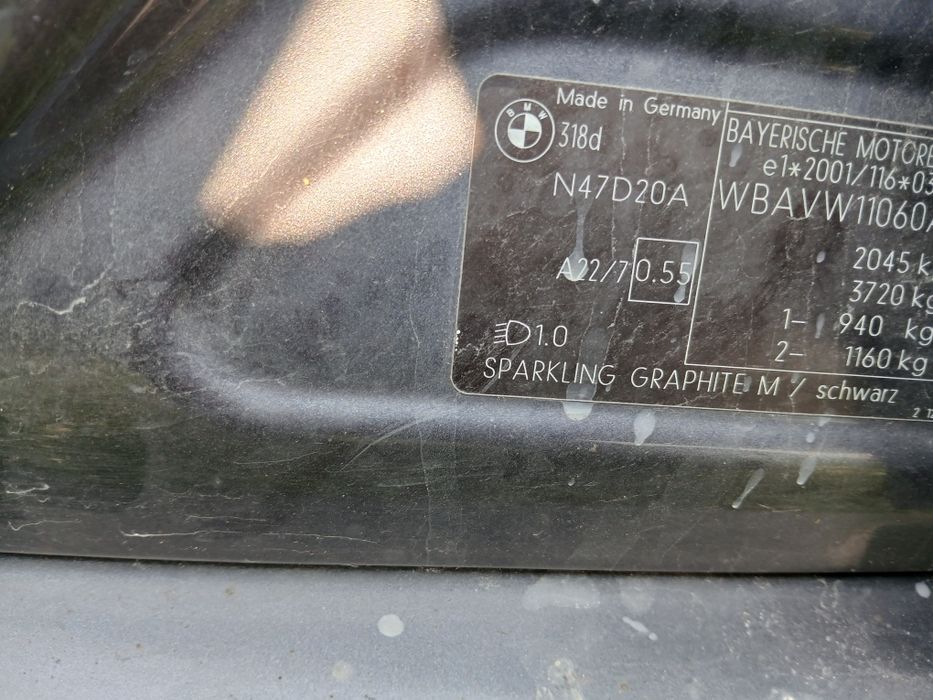 Made in Germany
BMW
318d
N47D20A
A22/7 0.55
1.0
SPARKLING GRAPHITE M / schwarz
BAYERISCHE MOTORE
e1*2001/116*03
WBAVW11060
2045 k
3720 kg
1- 940 kg
2- 1160 kg